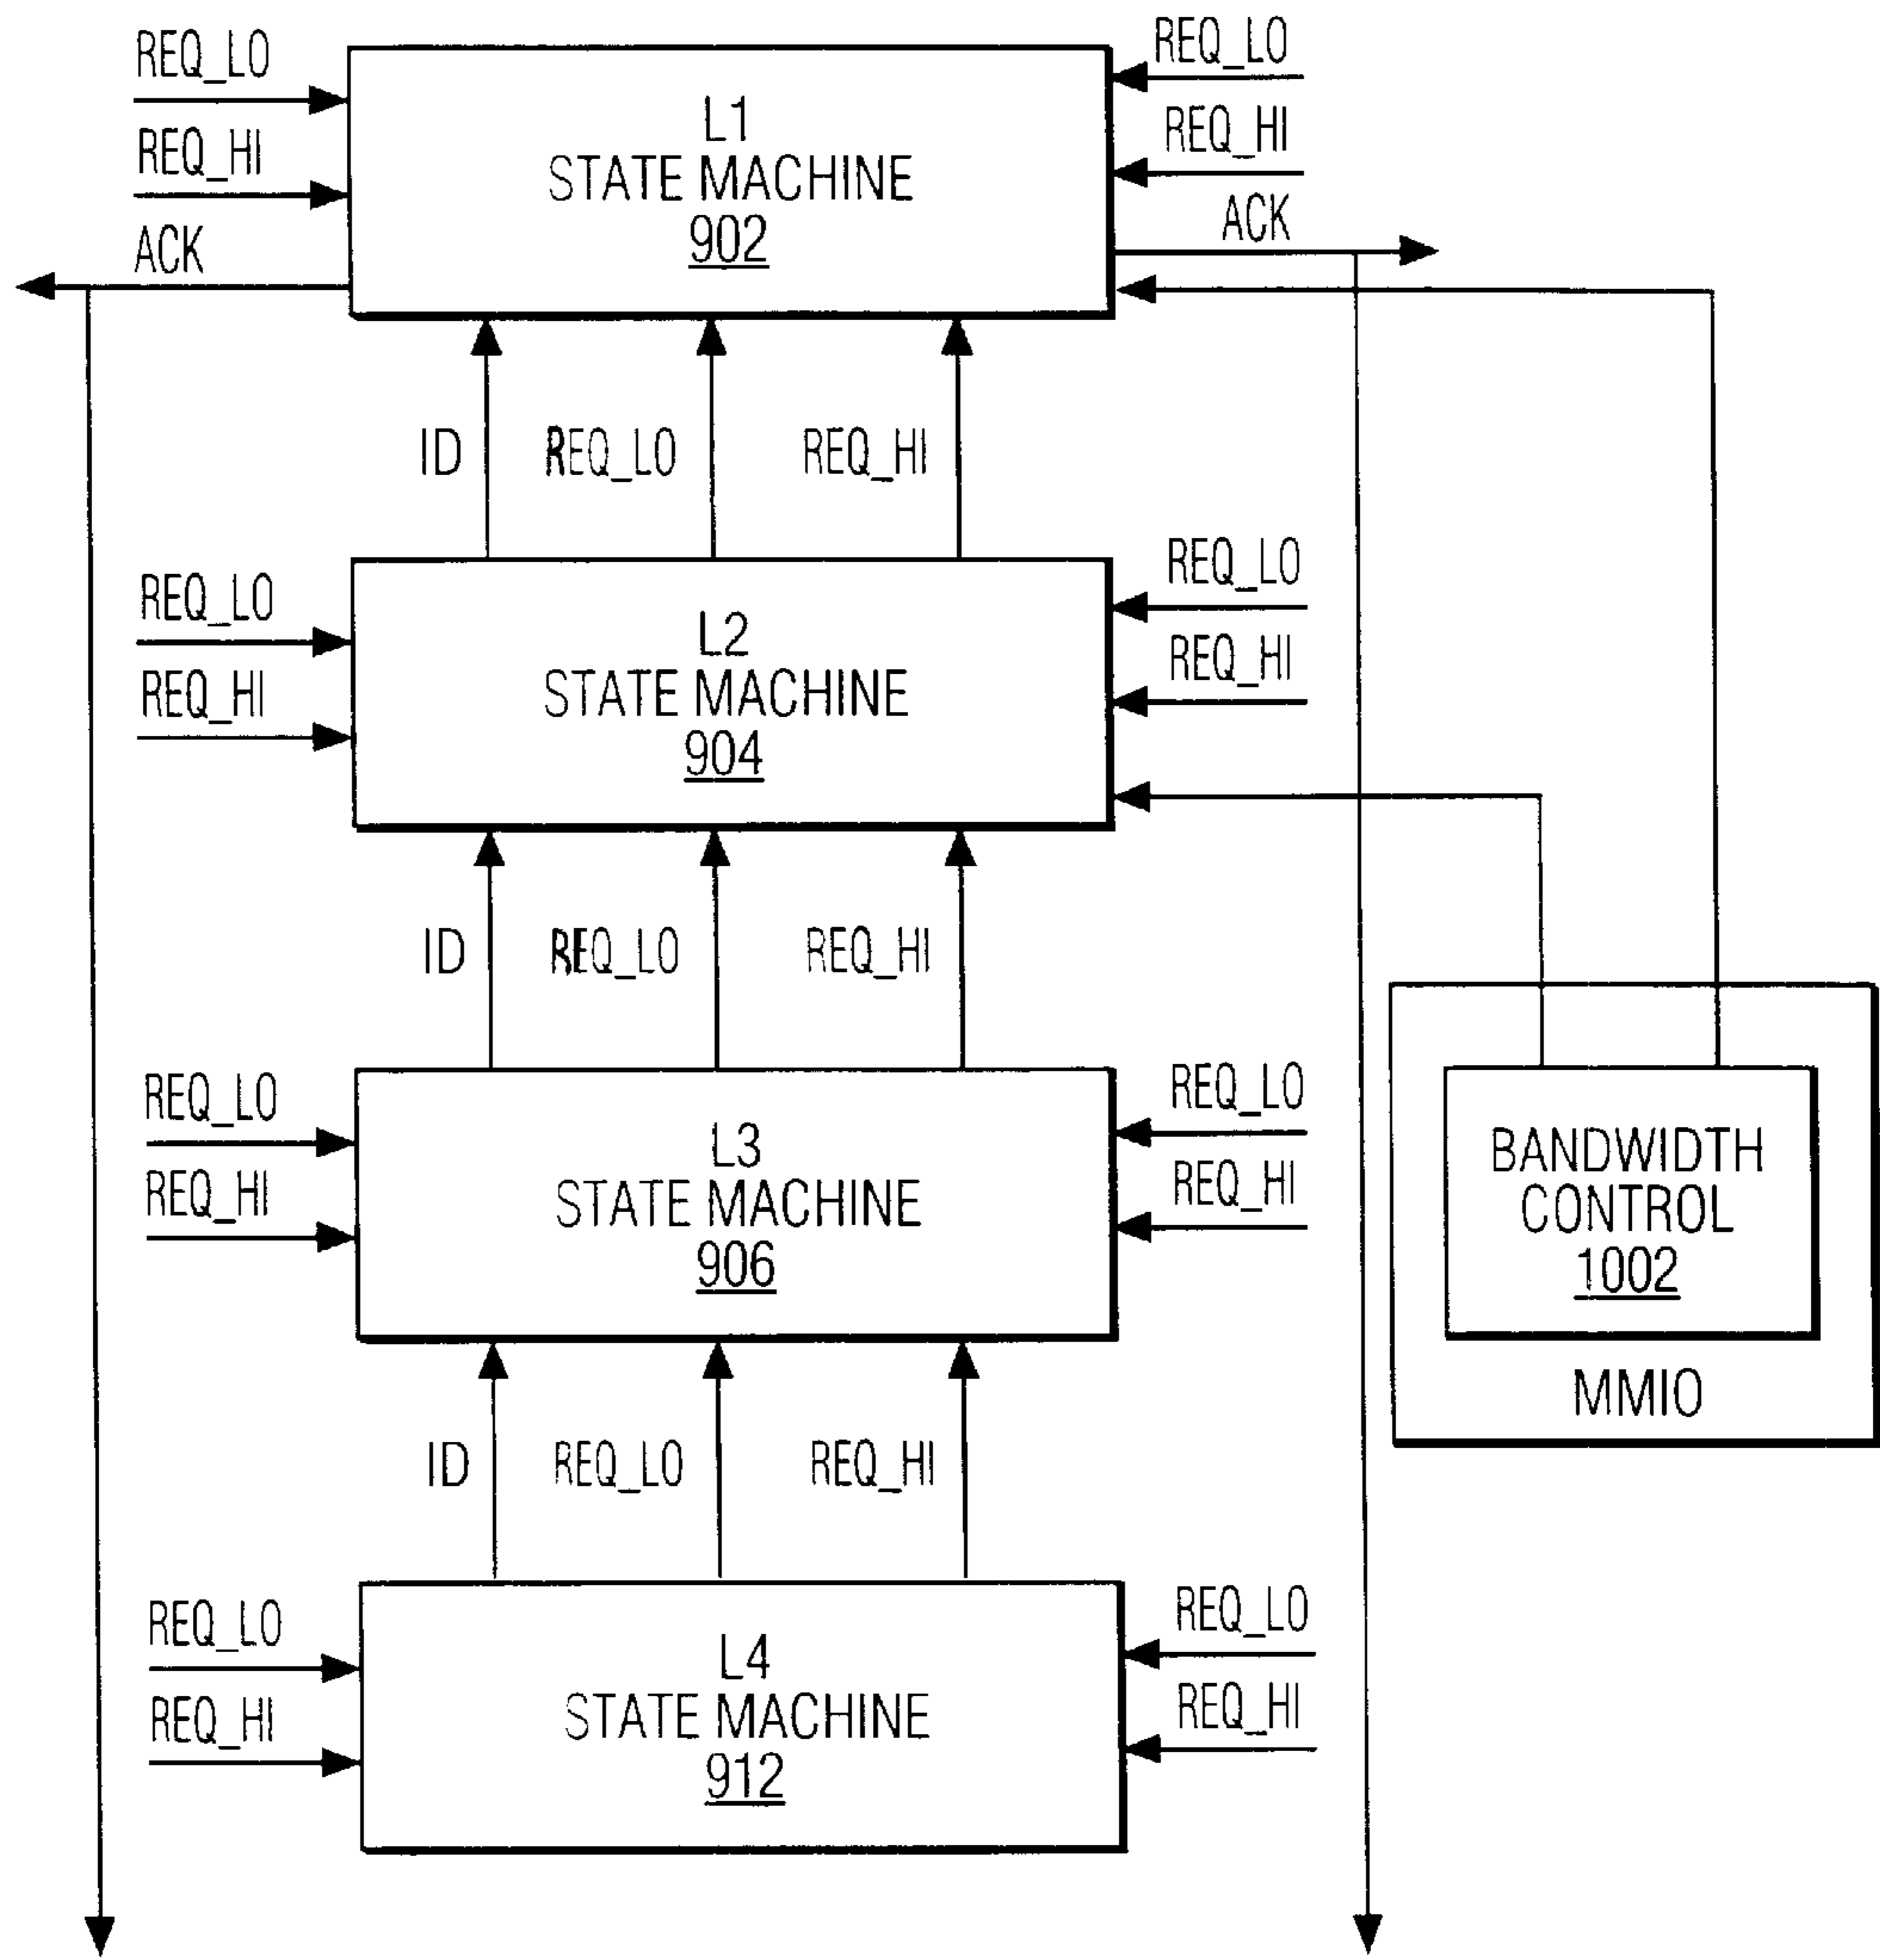 REQ_LO
REQ_HI
ACK
L1
STATE MACHINE
902
REQ_LO
REQ_HI
ACK
ID
REQ_LO
REQ_HI
REQ_LO
REQ_HI
L2
STATE MACHINE
904
REQ_LO
REQ_HI
ID
REQ_LO
REQ_HI
REQ_LO
REQ_HI
L3
STATE MACHINE
906
REQ_LO
REQ_HI
BANDWIDTH
CONTROL
1002
MMIO
ID
REQ_LO
REQ_HI
REQ_LO
REQ_HI
L4
STATE MACHINE
912
REQ_LO
REQ_HI